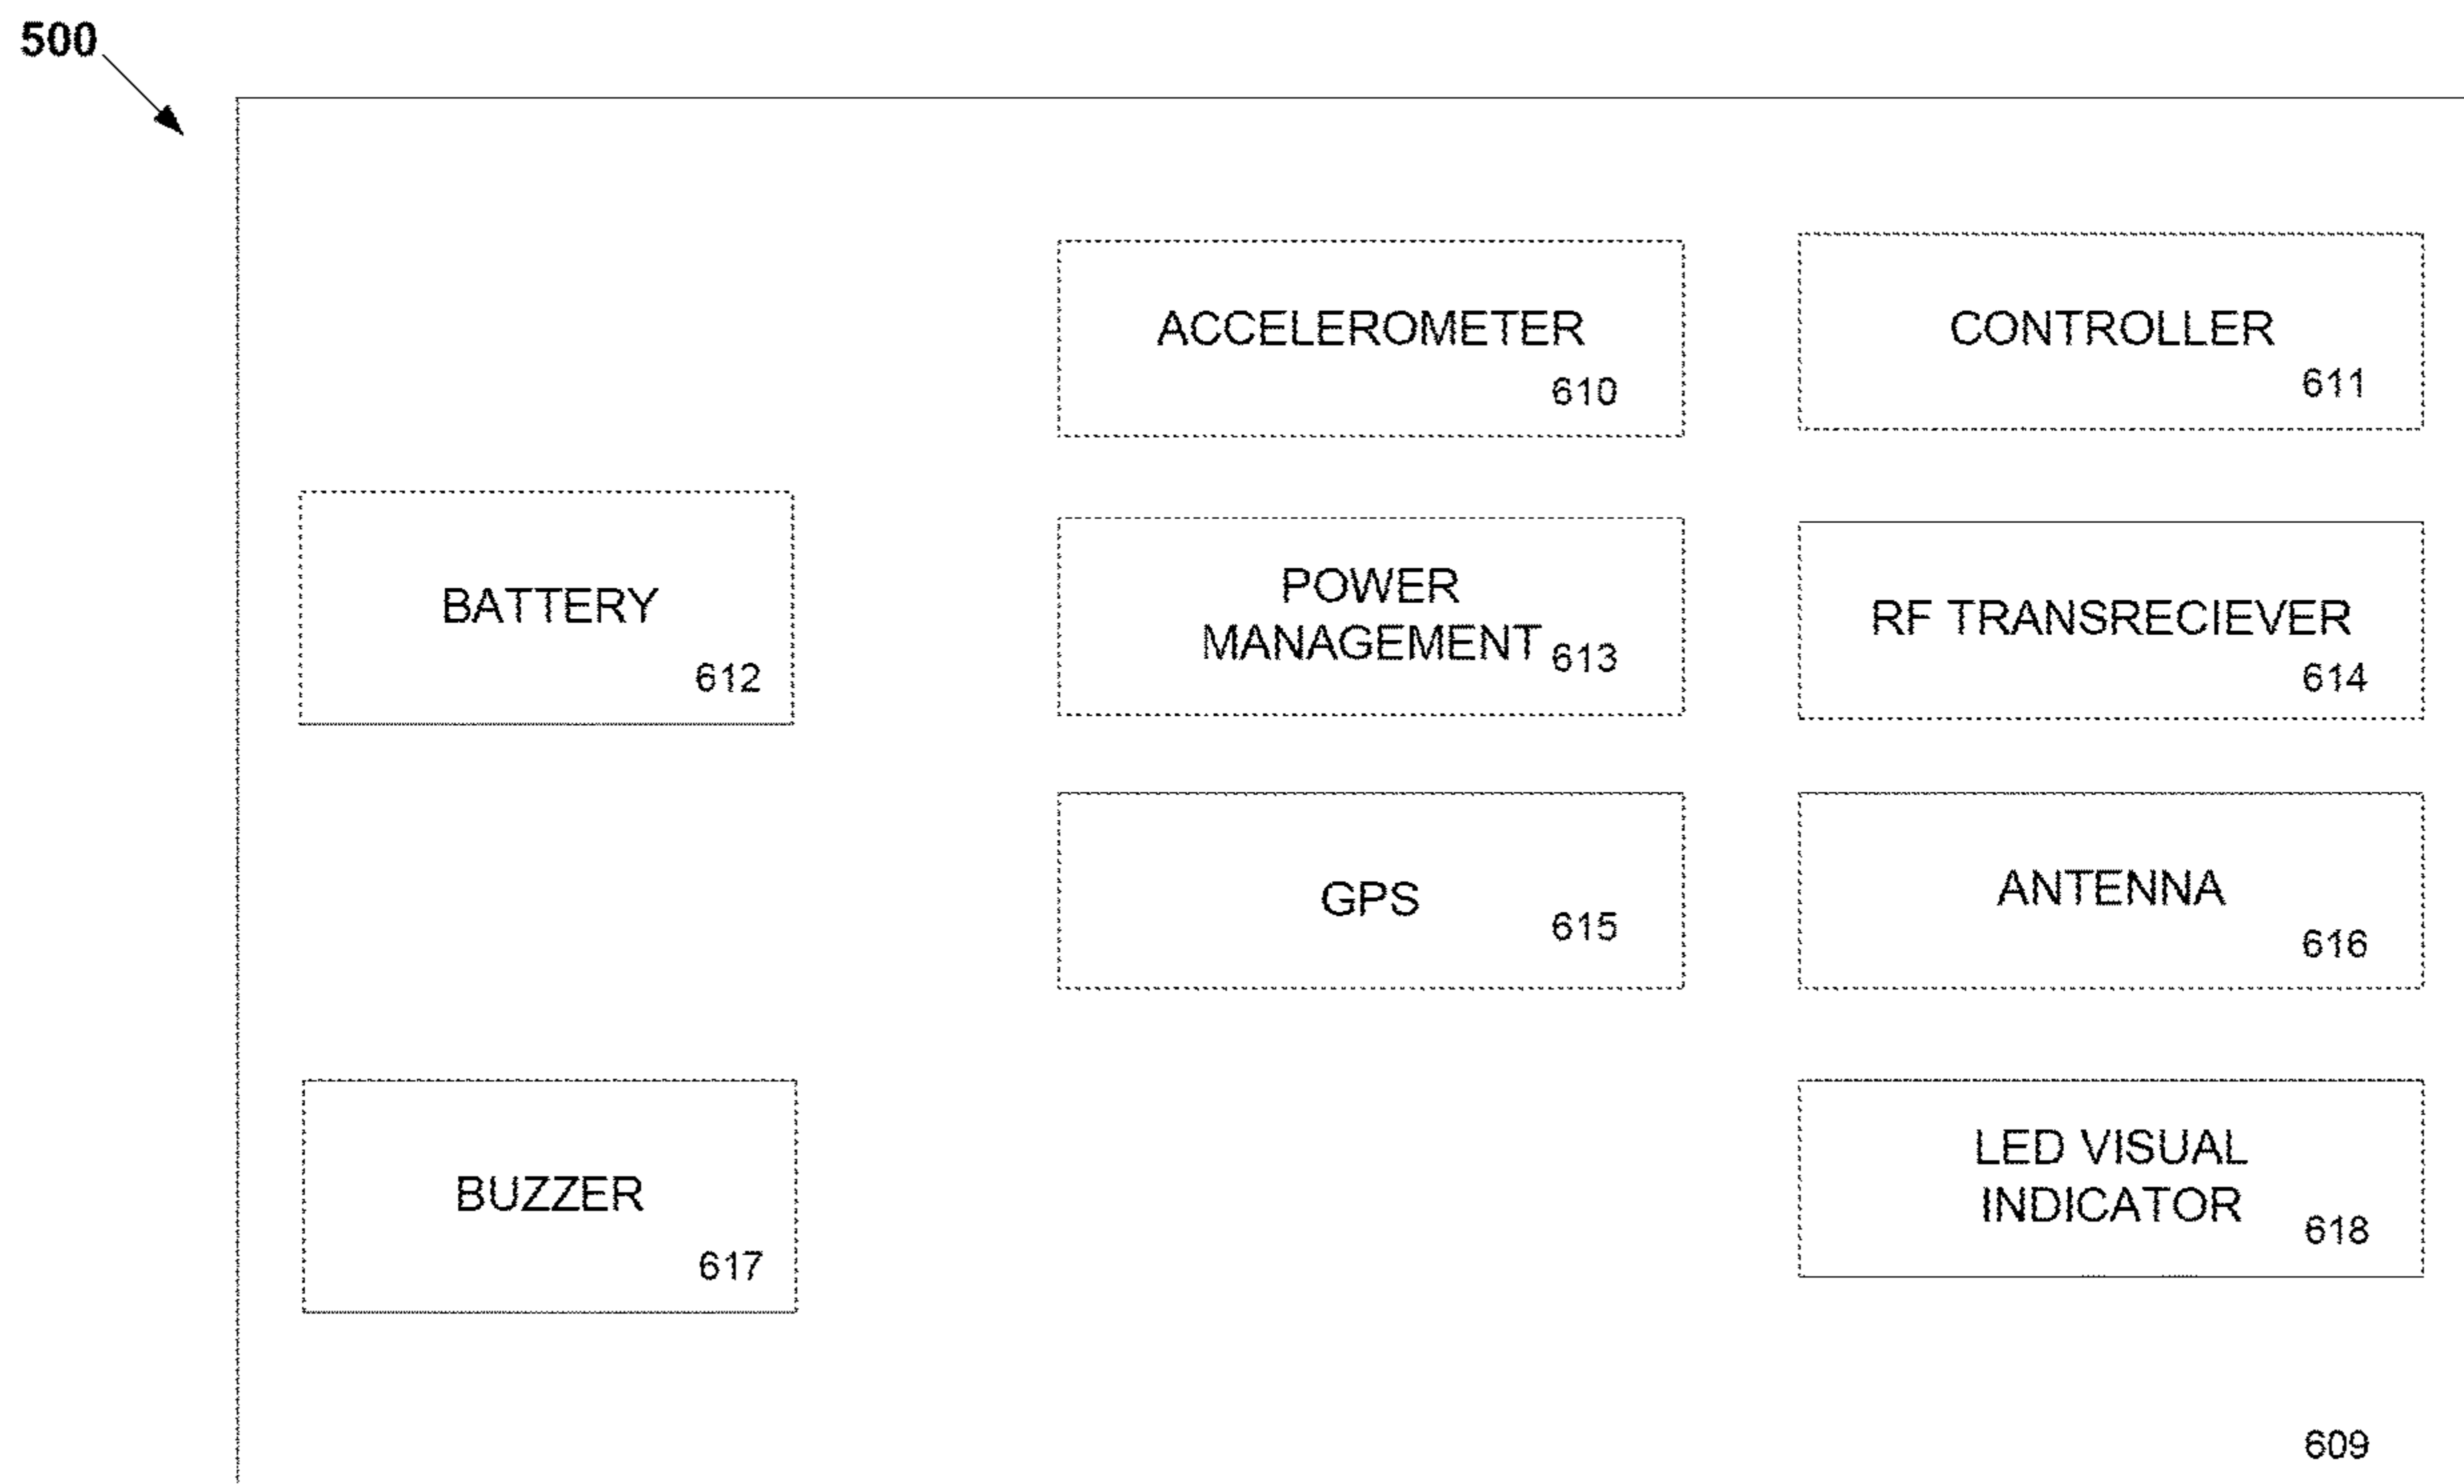 500
ACCELEROMETER
610
CONTROLLER
611
BATTERY
612
POWER
MANAGEMENT
613
RF TRANSRECIEVER
614
GPS
615
ANTENNA
616
BUZZER
617
LED VISUAL
INDICATOR
618
609